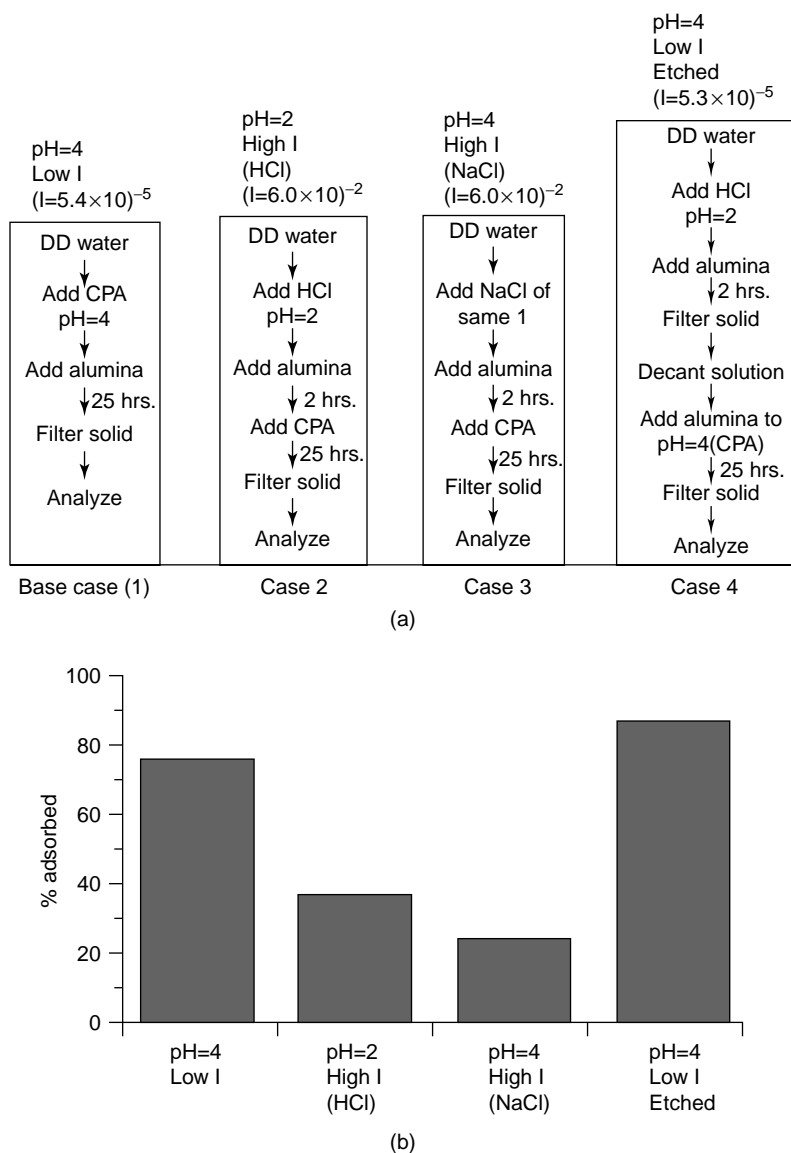 pH=4
Low I
(I=5.4×10)⁻⁵
DD water
Add CPA
pH=4
Add alumina
25 hrs.
Filter solid
Analyze
Base case (1)
pH=2
High I
(HCl)
(I=6.0×10)⁻²
DD water
Add HCl
pH=2
Add alumina
2 hrs.
Add CPA
25 hrs.
Filter solid
Analyze
Case 2
pH=4
High I
(NaCl)
(I=6.0×10)⁻²
DD water
Add NaCl of
same 1
Add alumina
2 hrs.
Add CPA
25 hrs.
Filter solid
Analyze
Case 3
pH=4
Low I
Etched
(I=5.3×10)⁻⁵
DD water
Add HCl
pH=2
Add alumina
2 hrs.
Filter solid
Decant solution
Add alumina to
pH=4(CPA)
25 hrs.
Filter solid
Analyze
Case 4
(a)
% adsorbed
100
80
60
40
20
0
pH=4
Low I
pH=2
High I
(HCl)
pH=4
High I
(NaCl)
pH=4
Low I
Etched
(b)